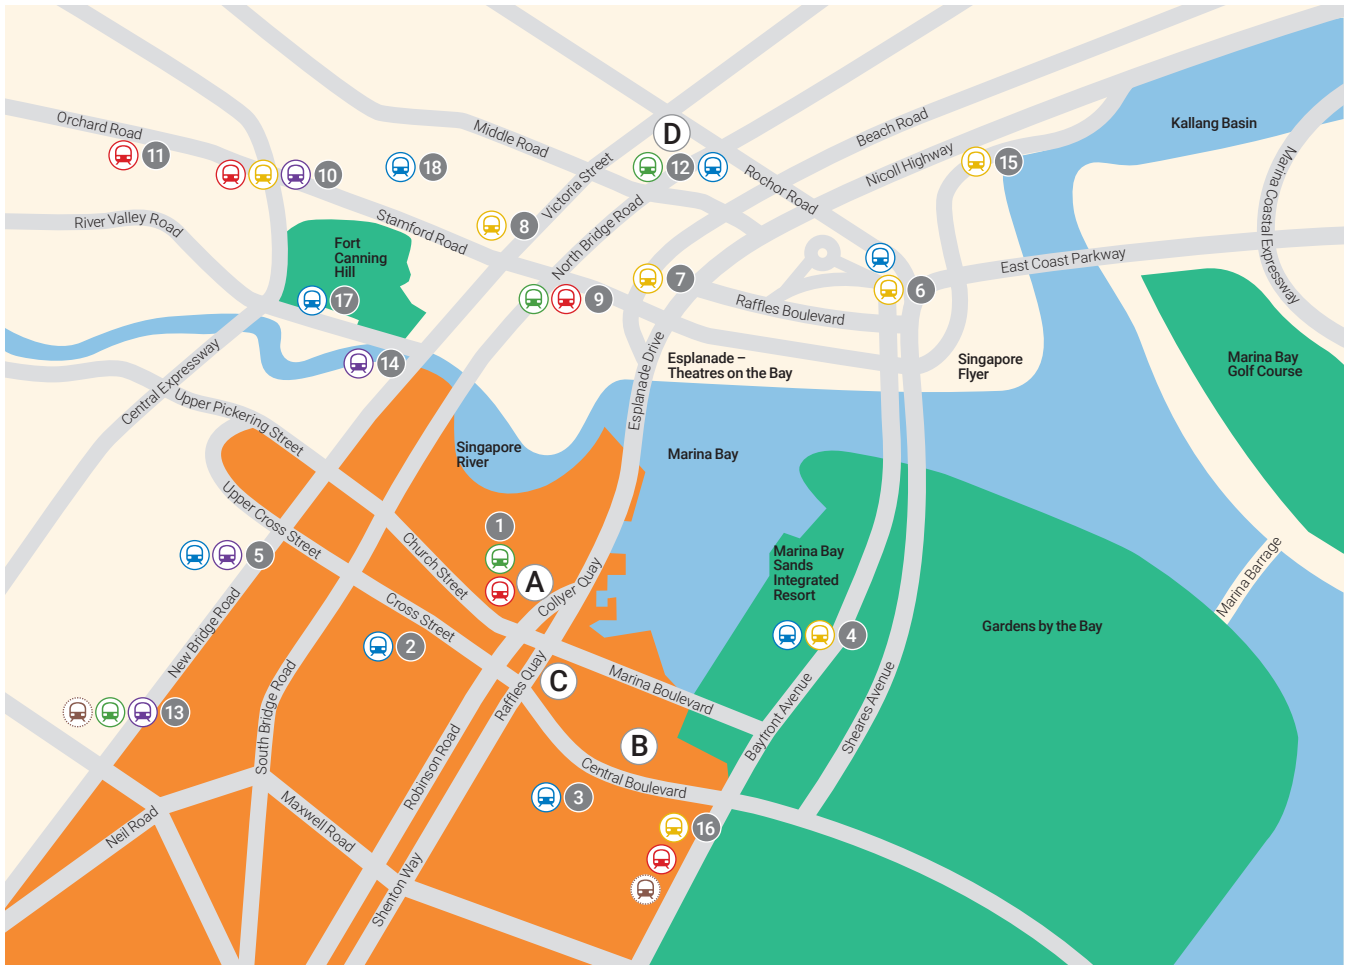 Kallang Basin
Orchard Road
Middle Road
Beach Road
D
11
10
18
12
15
Nicoll Highway
Rochor Road
Victoria Street
Marina Coastal Expressway
River Valley Road
Stamford Road
8
North Bridge Road
Fort
Canning
Hill
East Coast Parkway
17
9
7
6
Raffles Boulevard
14
Central Expressway
Esplanade Drive
Esplanade –
Theatres on the Bay
Singapore
Flyer
Marina Bay
Golf Course
Upper Pickering Street
Singapore
River
Marina Bay
Upper Cross Street
1
Church Street
5
A
Collyer Quay
Marina Bay
Sands
Integrated
Resort
Marina Barrage
New Bridge Road
Cross Street
2
4
Gardens by the Bay
Raffles Quay
C
Marina Boulevard
13
South Bridge Road
Robinson Road
B
Bayfront Avenue
Sheares Avenue
Central Boulevard
3
Neil Road
Maxwell Road
16
Shenton Way